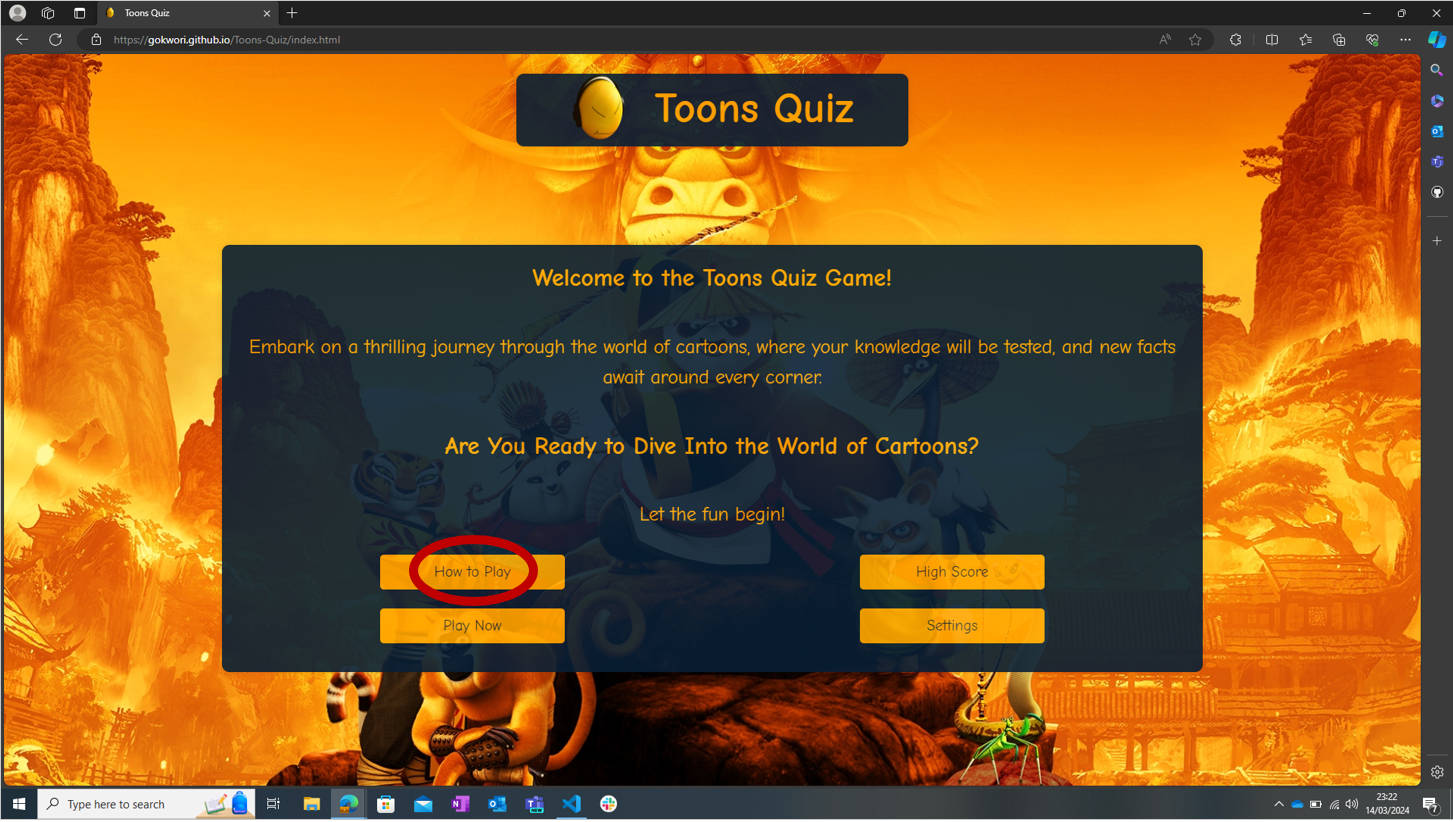 Toons Quiz
https://gokwori.github.io/Toons-Quiz/index.html
Toons Quiz
Welcome to the Toons Quiz Game!
Embark on a thrilling journey through the world of cartoons, where your knowledge will be tested, and new facts
await around every corner.
Are You Ready to Dive Into the World of Cartoons?
Let the fun begin!
How to Play
High Score
Play Now
Settings
Type here to search
23:22
14/03/2024
7